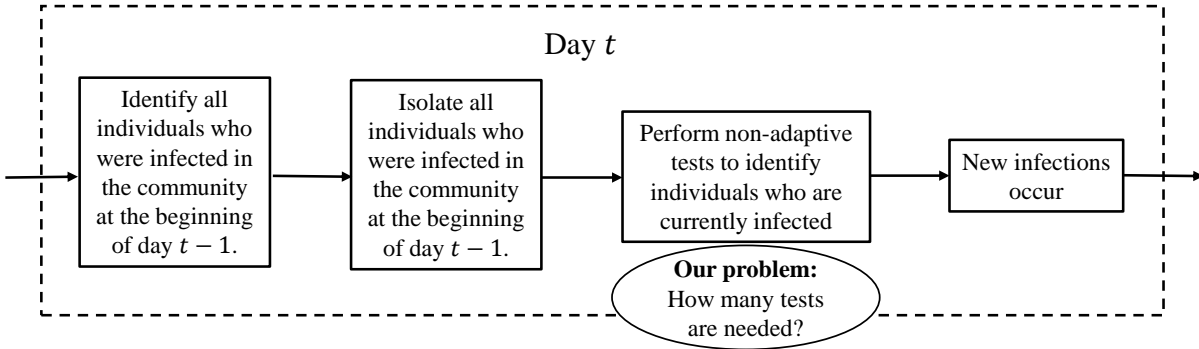 Day t
Identify all
individuals who
were infected in
the community
at the beginning
of day t − 1.
Isolate all
individuals who
were infected in
the community
at the beginning
of day t − 1.
Perform non-adaptive
tests to identify
individuals who are
currently infected
New infections
occur
Our problem:
How many tests
are needed?